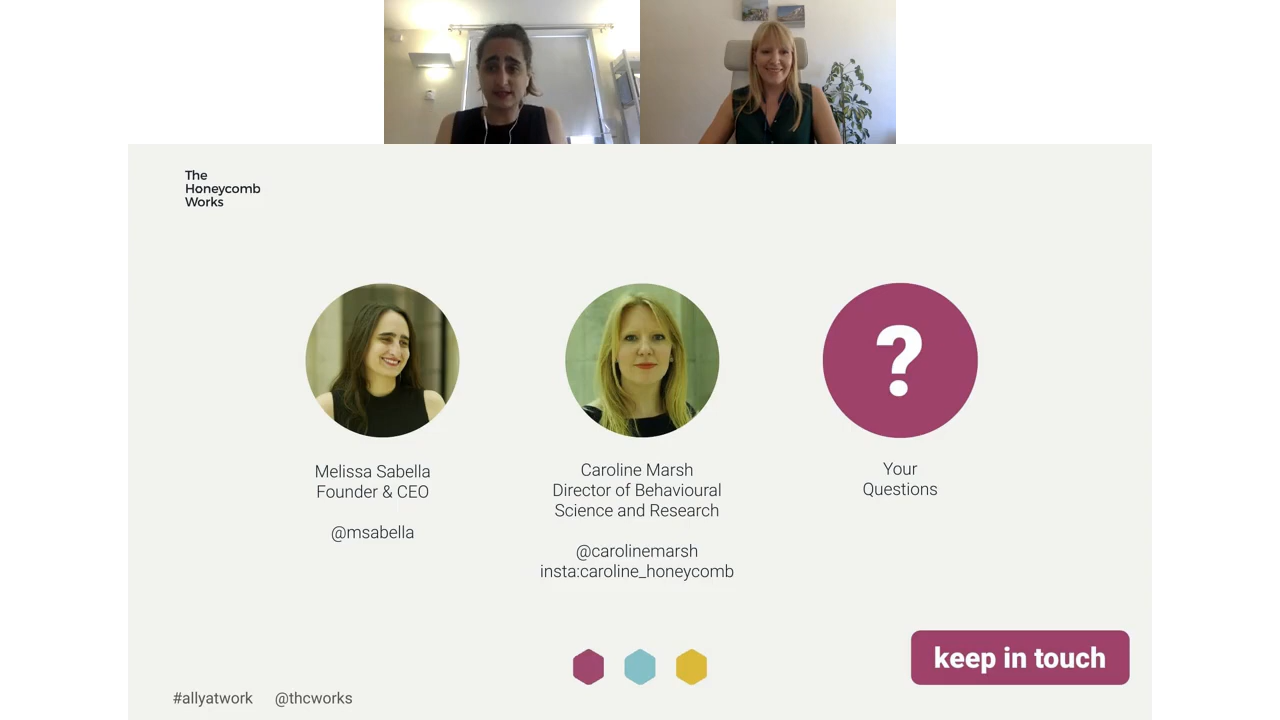 The
Honeycomb
Works
?
Melissa Sabella
Founder & CEO
@msabella
Caroline Marsh
Director of Behavioural
Science and Research
@carolinemarsh
insta:caroline_honeycomb
Your
Questions
keep in touch
#allyatwork @thcworks